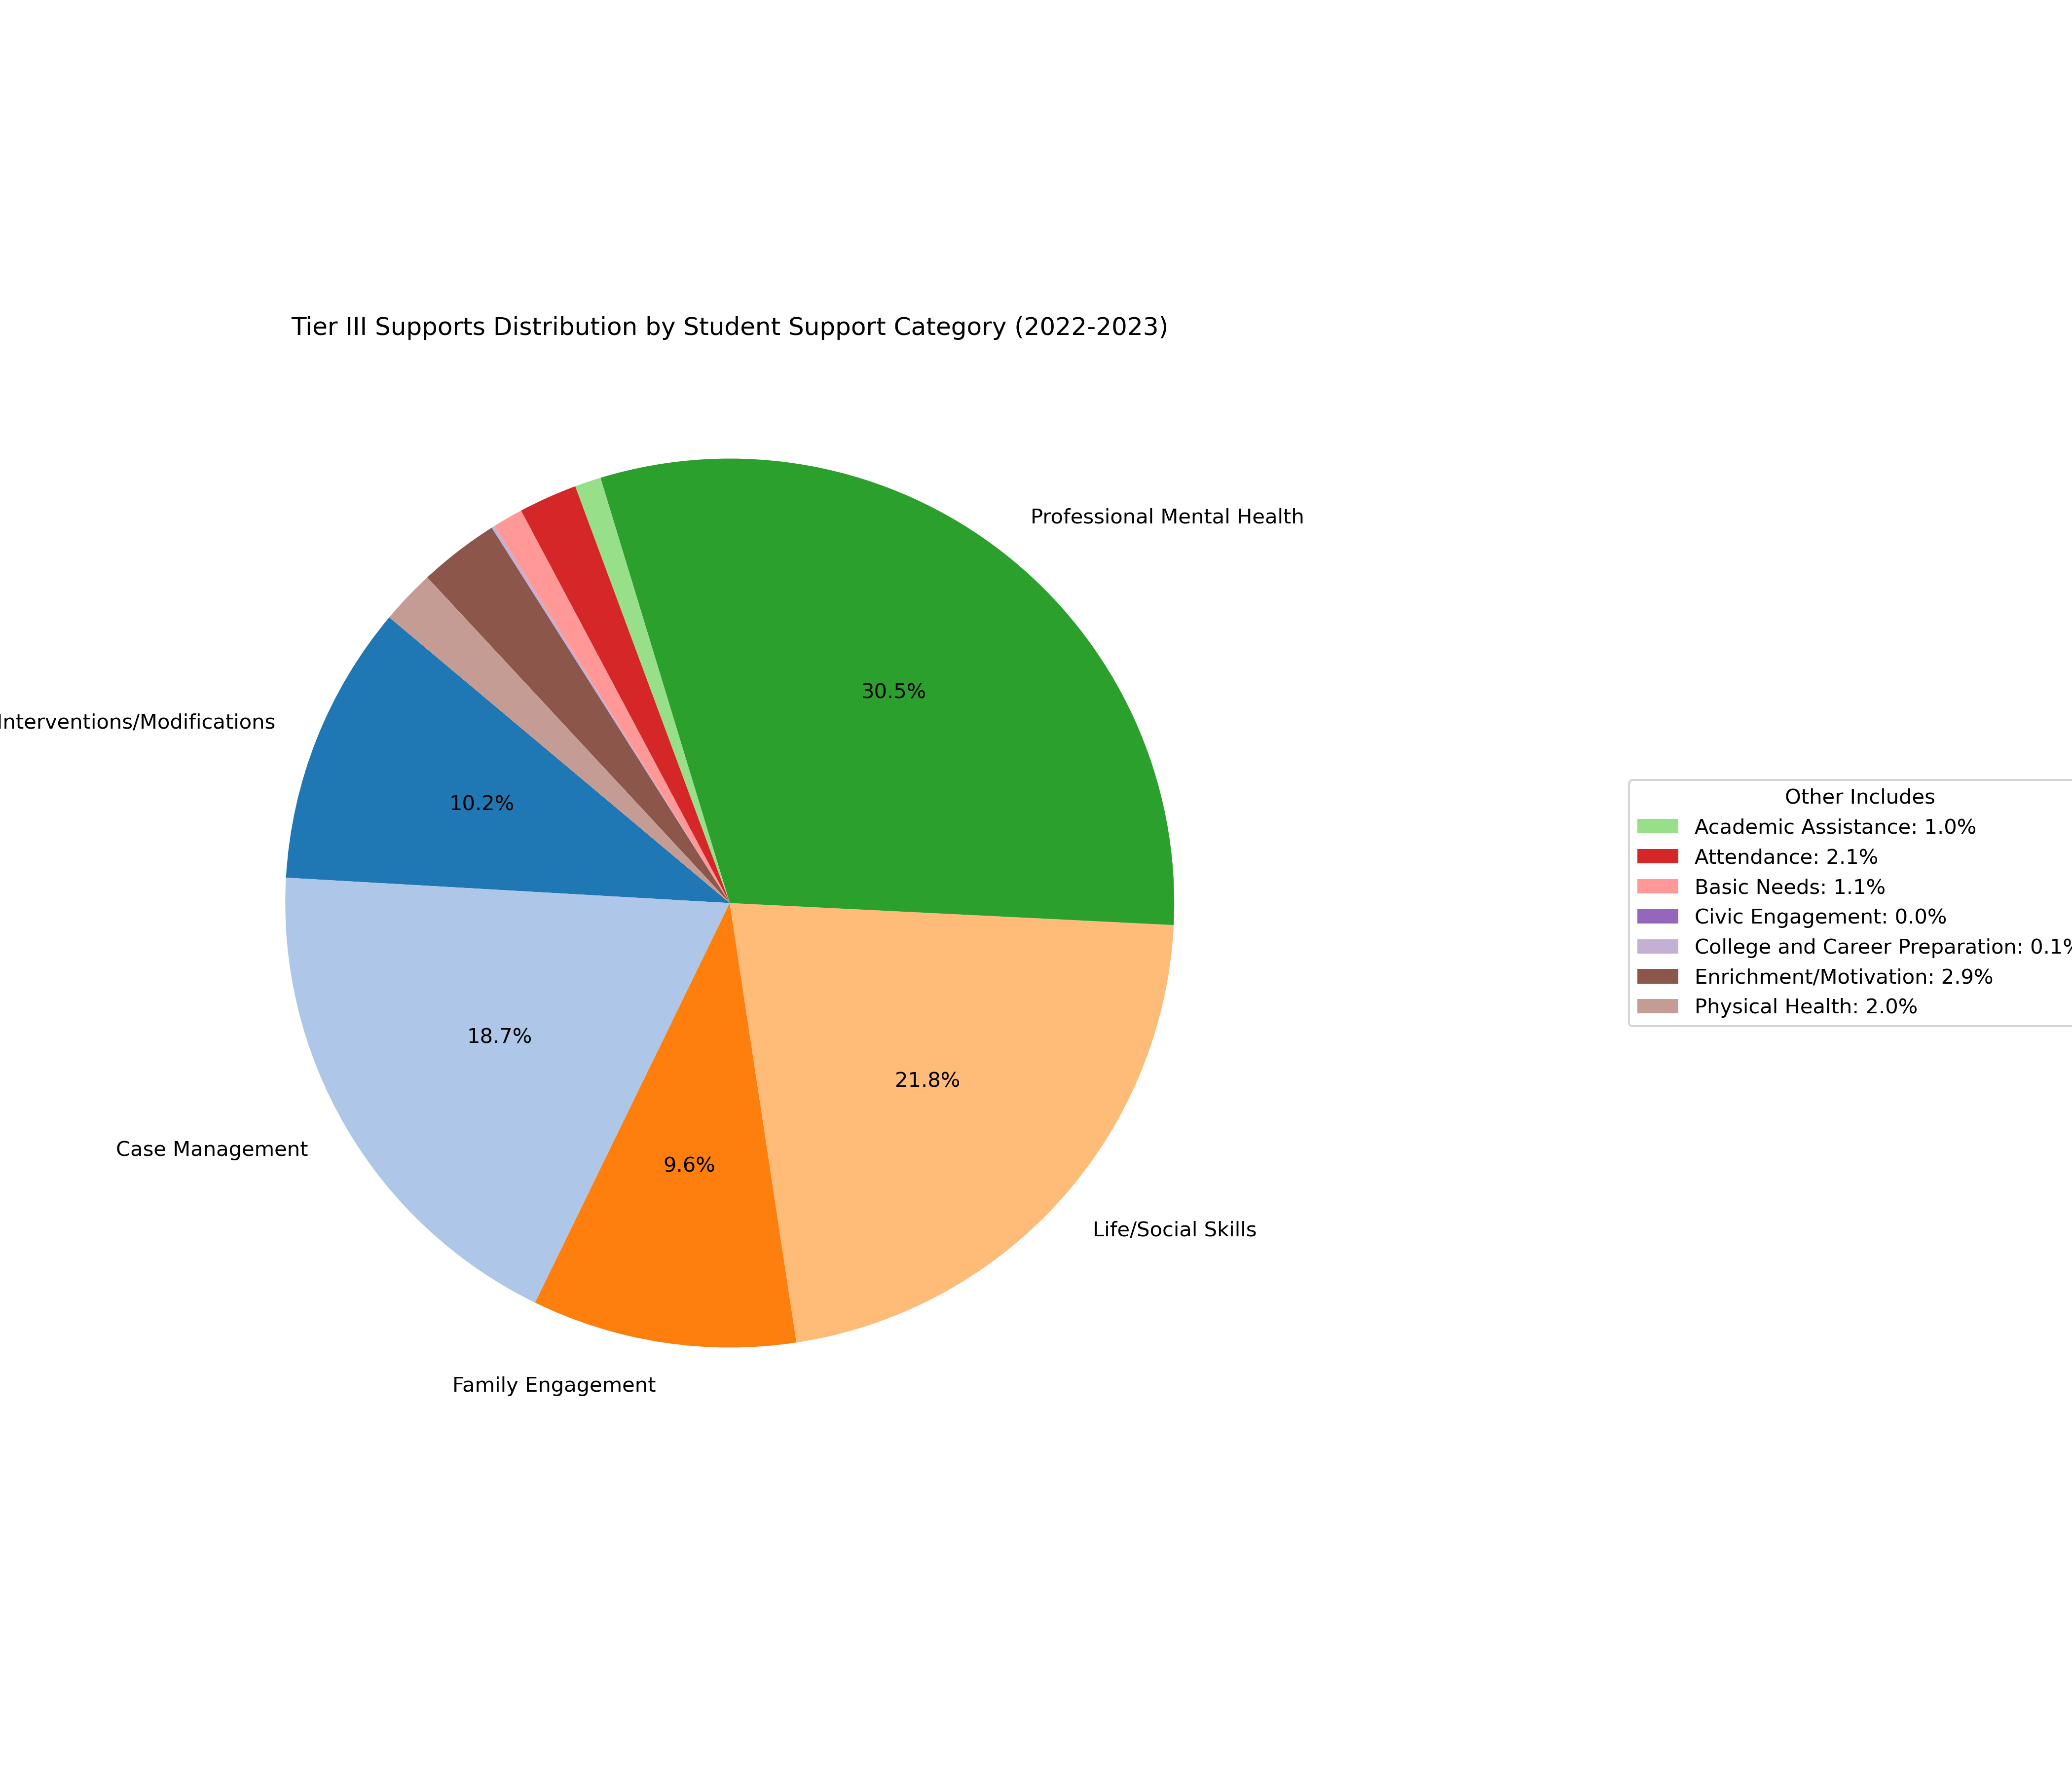 Tier III Supports Distribution by Student Support Category (2022-2023)
Professional Mental Health
30.5%
Interventions/Modifications
10.2%
18.7%
21.8%
Case Management
9.6%
Life/Social Skills
Family Engagement
Other Includes
Academic Assistance: 1.0%
Attendance: 2.1%
Basic Needs: 1.1%
Civic Engagement: 0.0%
College and Career Preparation: 0.1%
Enrichment/Motivation: 2.9%
Physical Health: 2.0%